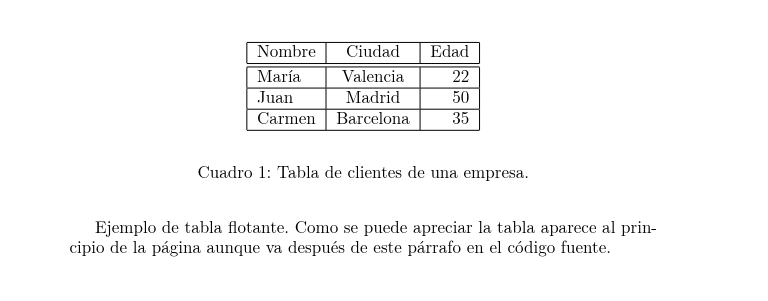 Nombre Ciudad Edad
María Valencia 22
Juan Madrid 50
Carmen Barcelona 35
Cuadro 1: Tabla de clientes de una empresa.
Ejemplo de tabla flotante. Como se puede apreciar la tabla aparece al prin-
cipio de la página aunque va después de este párrafo en el código fuente.